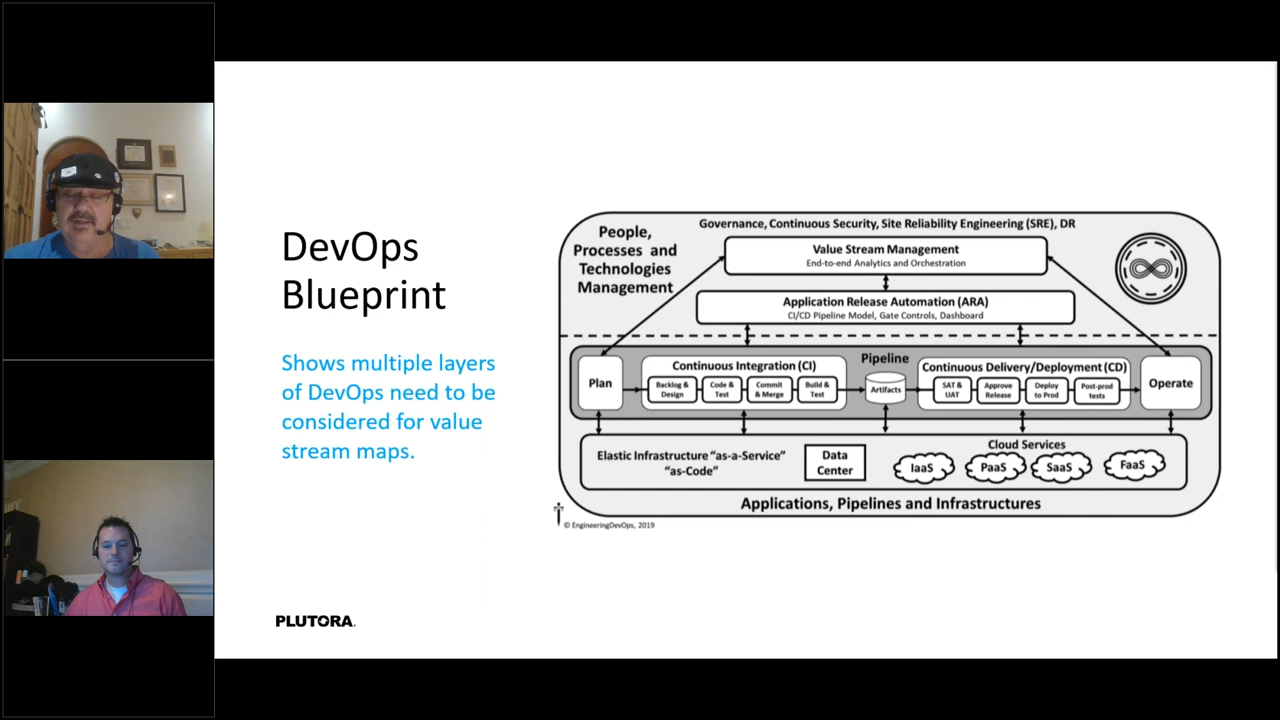 DevOps
Blueprint
Shows multiple layers
of DevOps need to be
considered for value
stream maps.
People,
Processes and
Technologies
Management
Governance, Continuous Security, Site Reliability Engineering (SRE), DR
Value Stream Management
End-to-end Analytics and Orchestration
Application Release Automation (ARA)
CI/CD Pipeline Model, Gate Controls, Dashboard
Pipeline
Plan
Continuous Integration (CI)
Backlog &
Design
Code &
Test
Commit
& Merge
Build &
Test
Artifacts
Continuous Delivery/Deployment (CD)
SAT &
UAT
Approve
Release
Deploy
to Prod
Post-prod
tests
Operate
Elastic Infrastructure “as-a-Service”
“as-Code”
Data
Center
Cloud Services
IaaS
PaaS
SaaS
FaaS
Applications, Pipelines and Infrastructures
© EngineeringDevOps, 2019
PLUTORA.